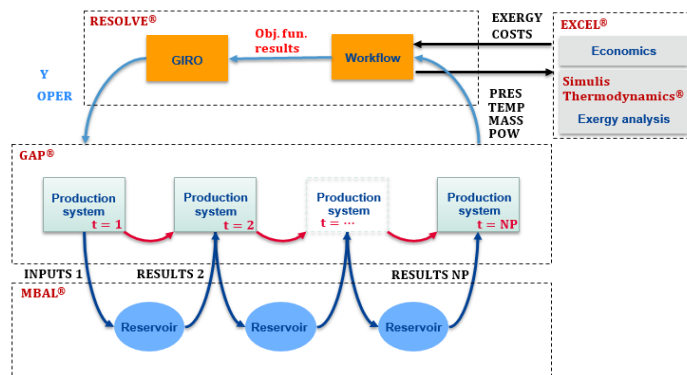 RESOLVE®
GIRO
Obj. fun.
results
Workflow
EXERGY
COSTS
EXCEL®
Economics
Simulis
Thermodynamics®
Exergy analysis
Y
OPER
PRES
TEMP
MASS
POW
GAP®
Production
system
t = 1
Production
system
t = 2
Production
system
t = ⋯
Production
system
t = NP
INPUTS 1
RESULTS 2
RESULTS NP
MBAL®
Reservoir
Reservoir
Reservoir